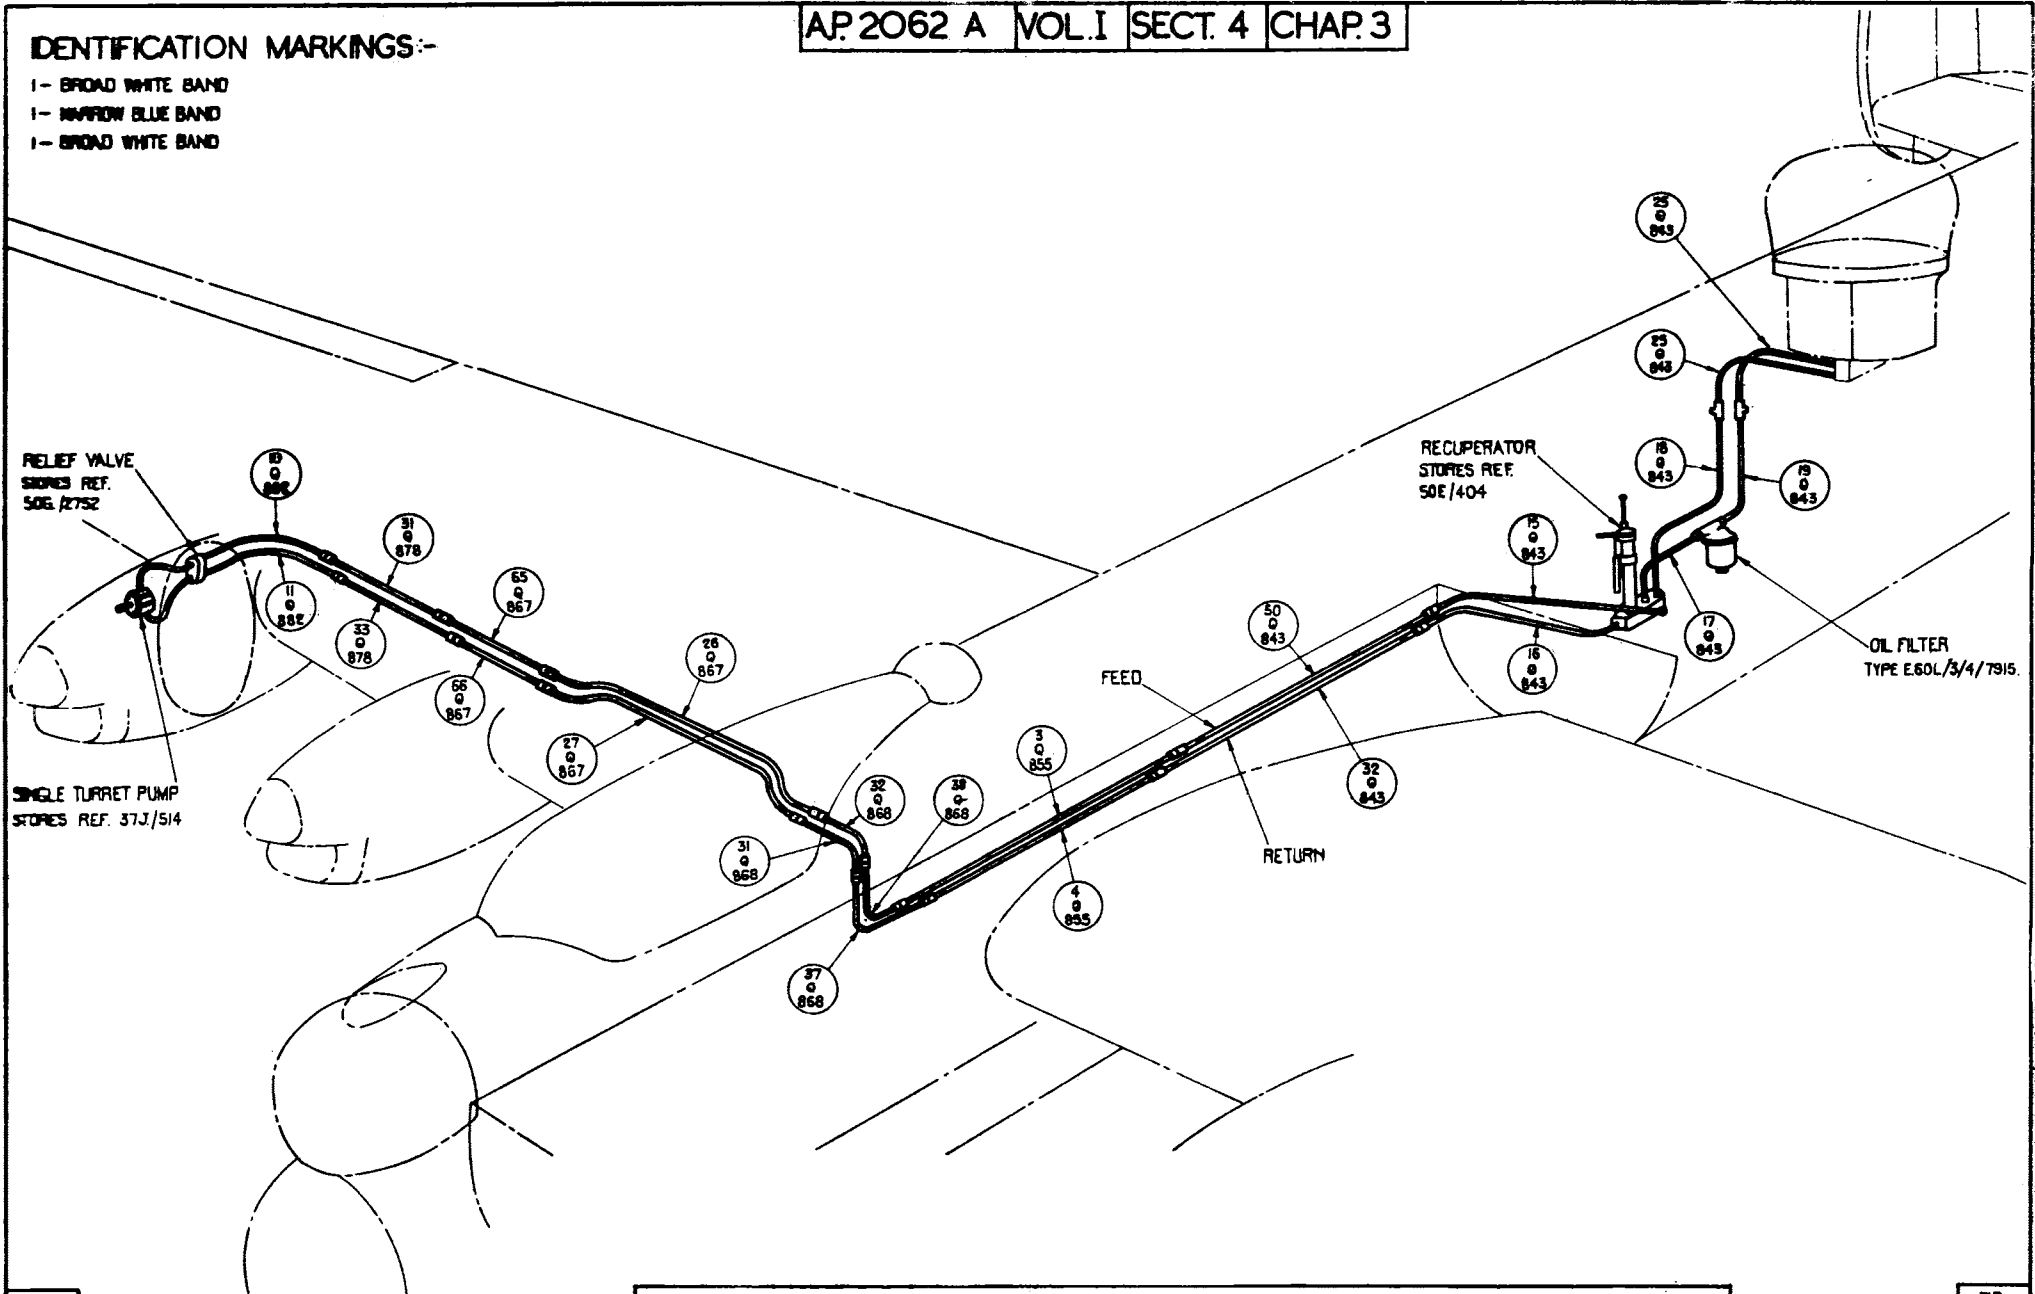 A.P. 2062 A VOL. I SECT. 4 CHAP. 3
IDENTIFICATION MARKINGS:-
1- BROAD WHITE BAND
1- NARROW BLUE BAND
1- BROAD WHITE BAND
25
Q
843
25
Q
843
RELIEF VALVE
STORES REF.
50G/2752
10
Q
882
31
Q
878
65
Q
867
11
Q
882
33
Q
878
66
Q
867
26
Q
867
27
Q
867
SINGLE TURRET PUMP
STORES REF. 37J/514
32
Q
868
38
Q
868
31
Q
868
37
Q
868
3
Q
855
4
Q
855
FEED
RETURN
50
Q
843
32
Q
843
RECUPERATOR
STORES REF.
50E/404
15
Q
843
16
Q
843
18
Q
843
19
Q
843
17
Q
843
OIL FILTER
TYPE E.60L/3/4/7915.